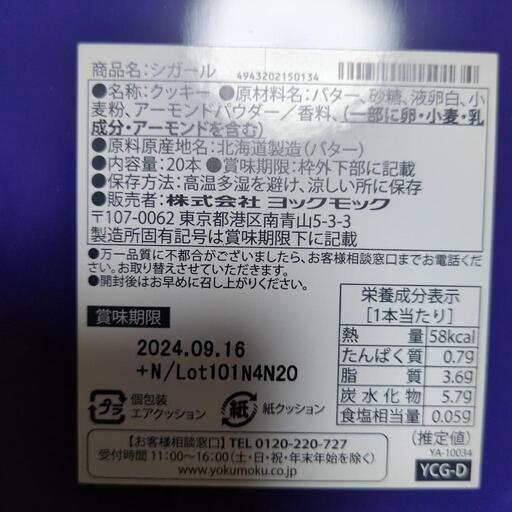 商品名:シガール 4943202150134
●名称:クッキー ●原材料名:バター、砂糖、液卵白、小
麦粉、アーモンドパウダー/香料、(一部に卵・小麦・乳
成分・アーモンドを含む)
●原料原産地名:北海道製造(バター)
●内容量:20本 ●賞味期限:枠外下部に記載
●保存方法:高温多湿を避け、涼しい所に保存
●販売者:株式会社 ヨックモック
〒107-0062 東京都港区南青山5-3-3
製造所固有記号は賞味期限下に記載
●万一品質に不都合がございましたら、お客様相談窓口までお電話くだ
さい。お取り替えさせていただきます。
●開封後はお早めに召し上がりください。
賞味期限
2024.09.16
+N/Lot101N4N20
プラ 個包装
エアクッション
紙 紙クッション
【お客様相談窓口】TEL 0120-220-727
受付時間 11:00〜16:00(土・日・祝・年末年始を除く)
www.yokumoku.co.jp
栄養成分表示
[1本当たり]
熱量 58kcal
たんぱく質 0.7g
脂質 3.6g
炭水化物 5.7g
食塩相当量 0.05g
(推定値)
YA-10034
YCG-D